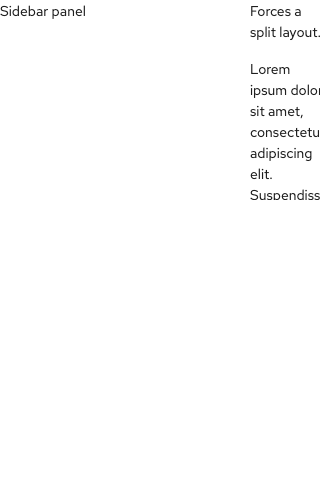 Sidebar panel
Forces a
split layout.
Lorem
ipsum dolor
sit amet,
consectetu
adipiscing
elit.
Suspendiss